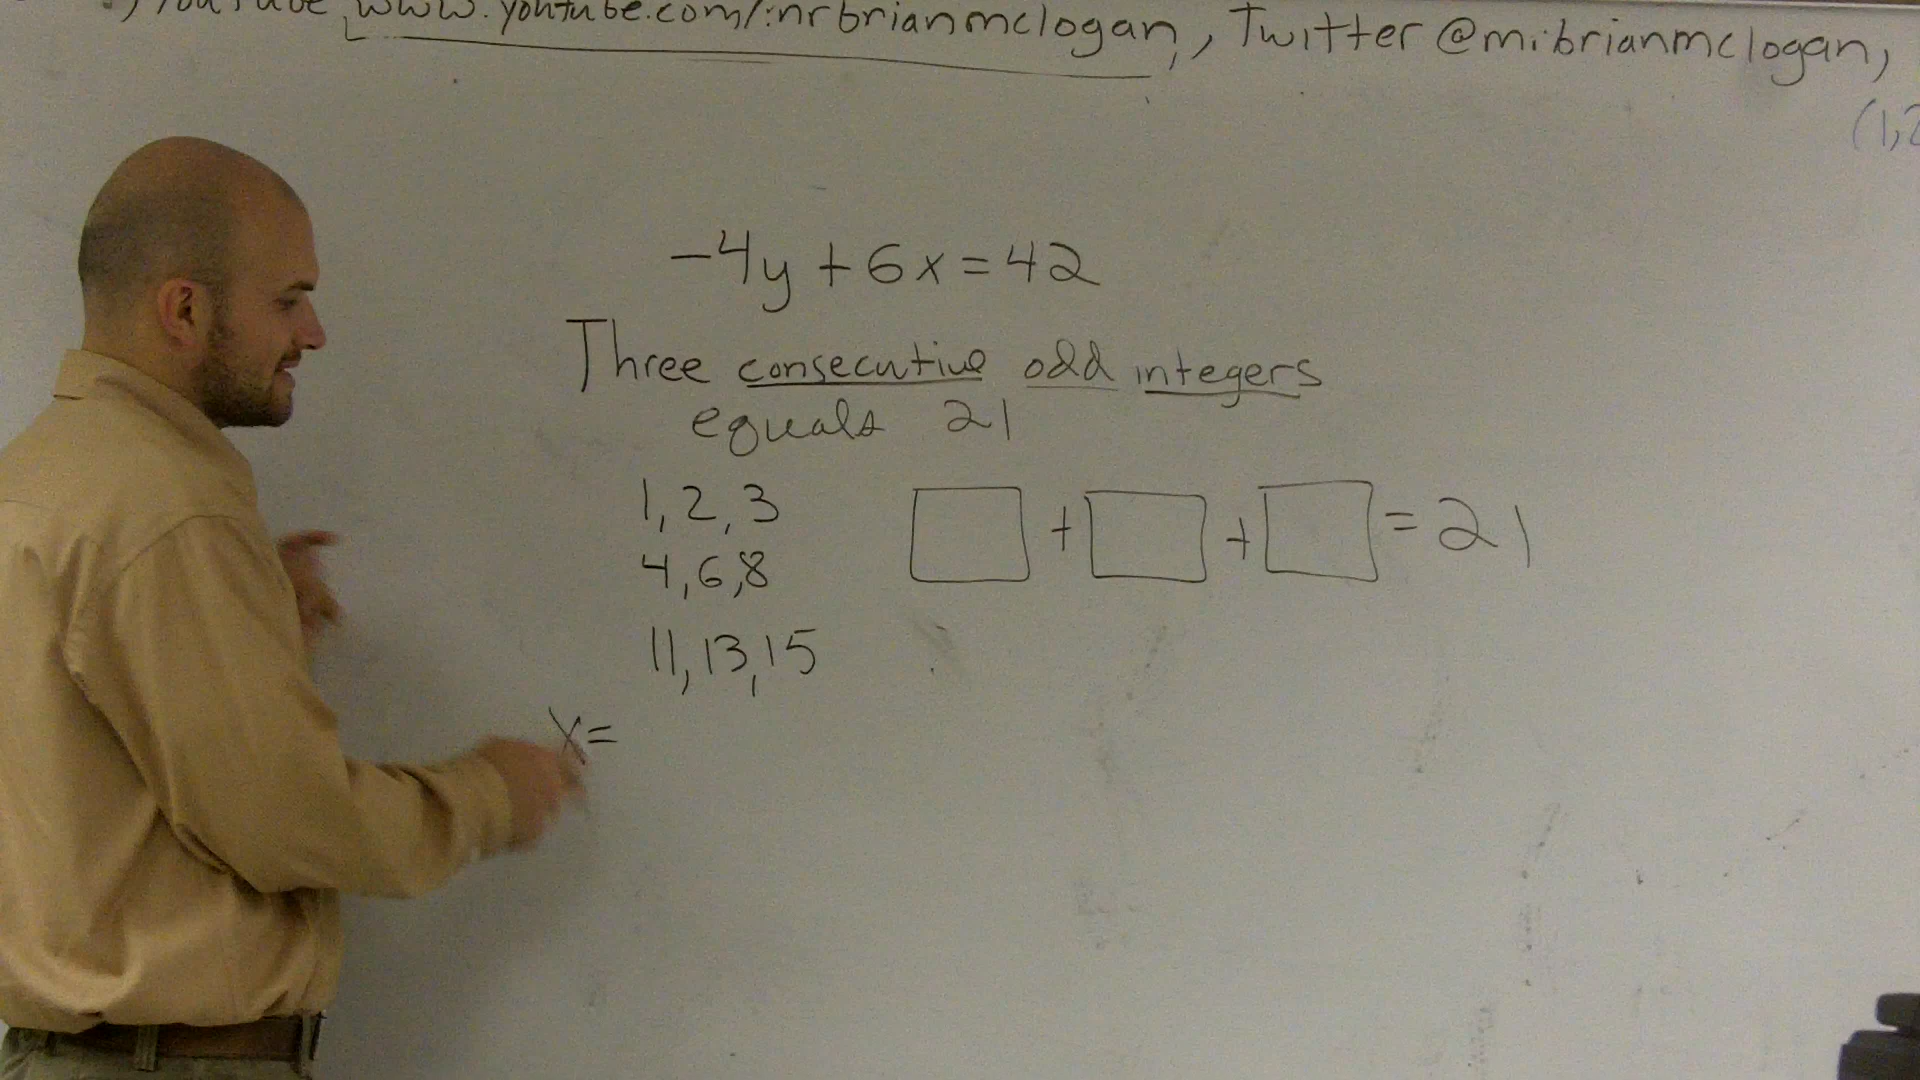 YouTube www.youtube.com/mrbrianmclogan, Twitter @mrbrianmclogan,
(1,2
-4y + 6x = 42
Three consecutive odd integers
equals 21
1, 2, 3
□ + □ + □ = 21
4, 6, 8
11, 13, 15
x =